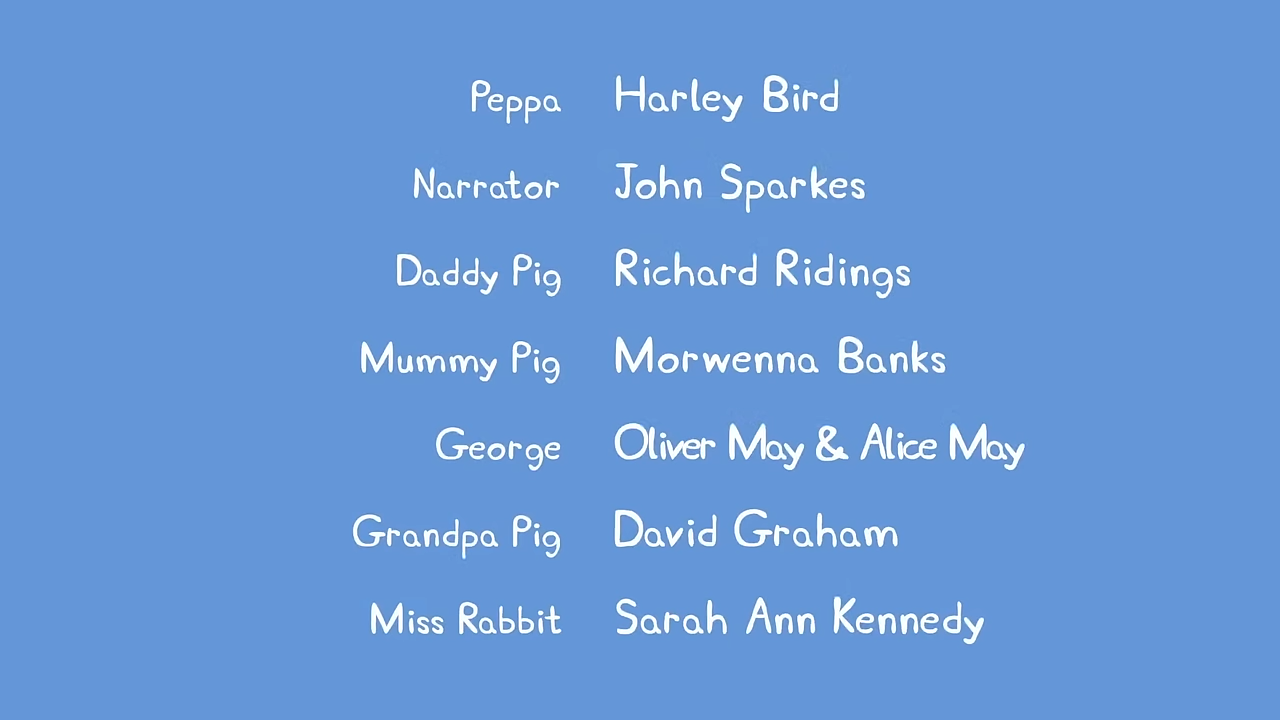 Peppa Harley Bird
Narrator John Sparkes
Daddy Pig Richard Ridings
Mummy Pig Morwenna Banks
George Oliver May & Alice May
Grandpa Pig David Graham
Miss Rabbit Sarah Ann Kennedy